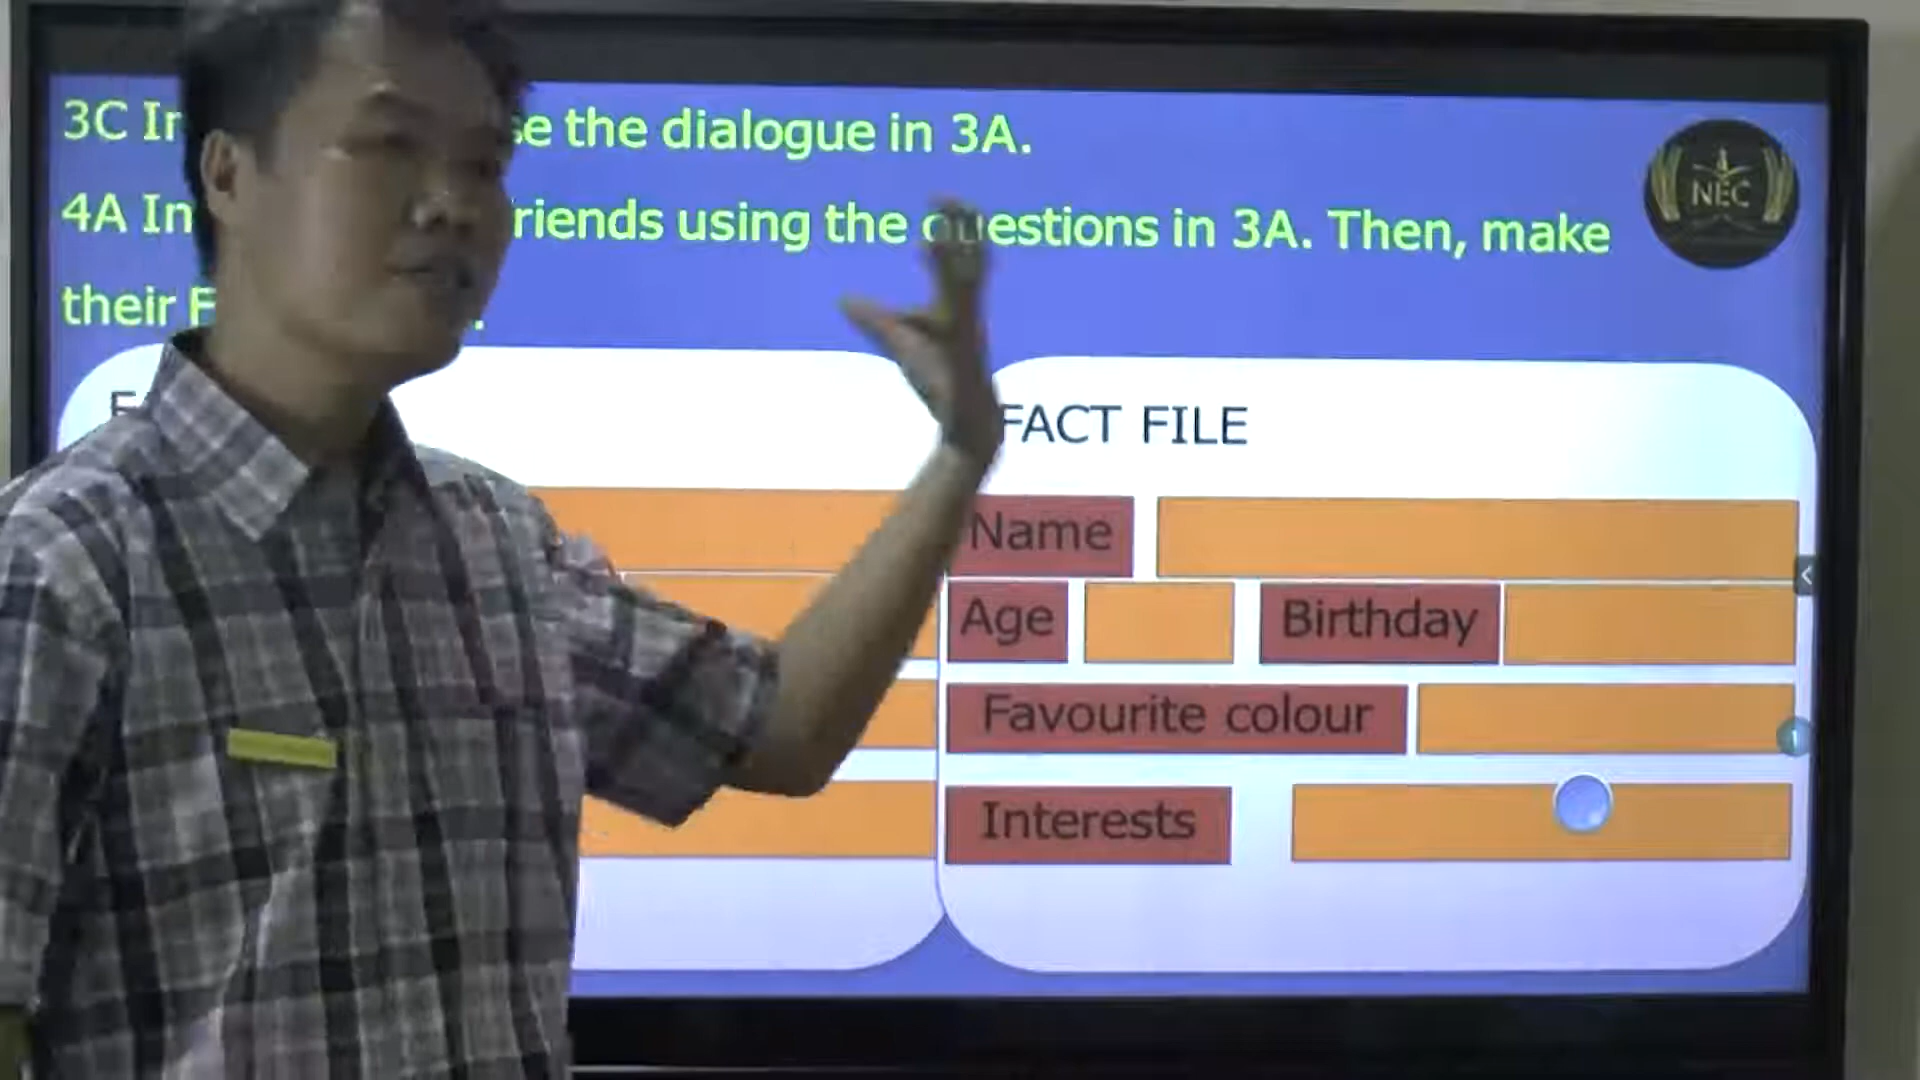 3C In se the dialogue in 3A.
4A In riends using the questions in 3A. Then, make
their F .
NEC
FACT FILE
Name
Age
Birthday
Favourite colour
Interests